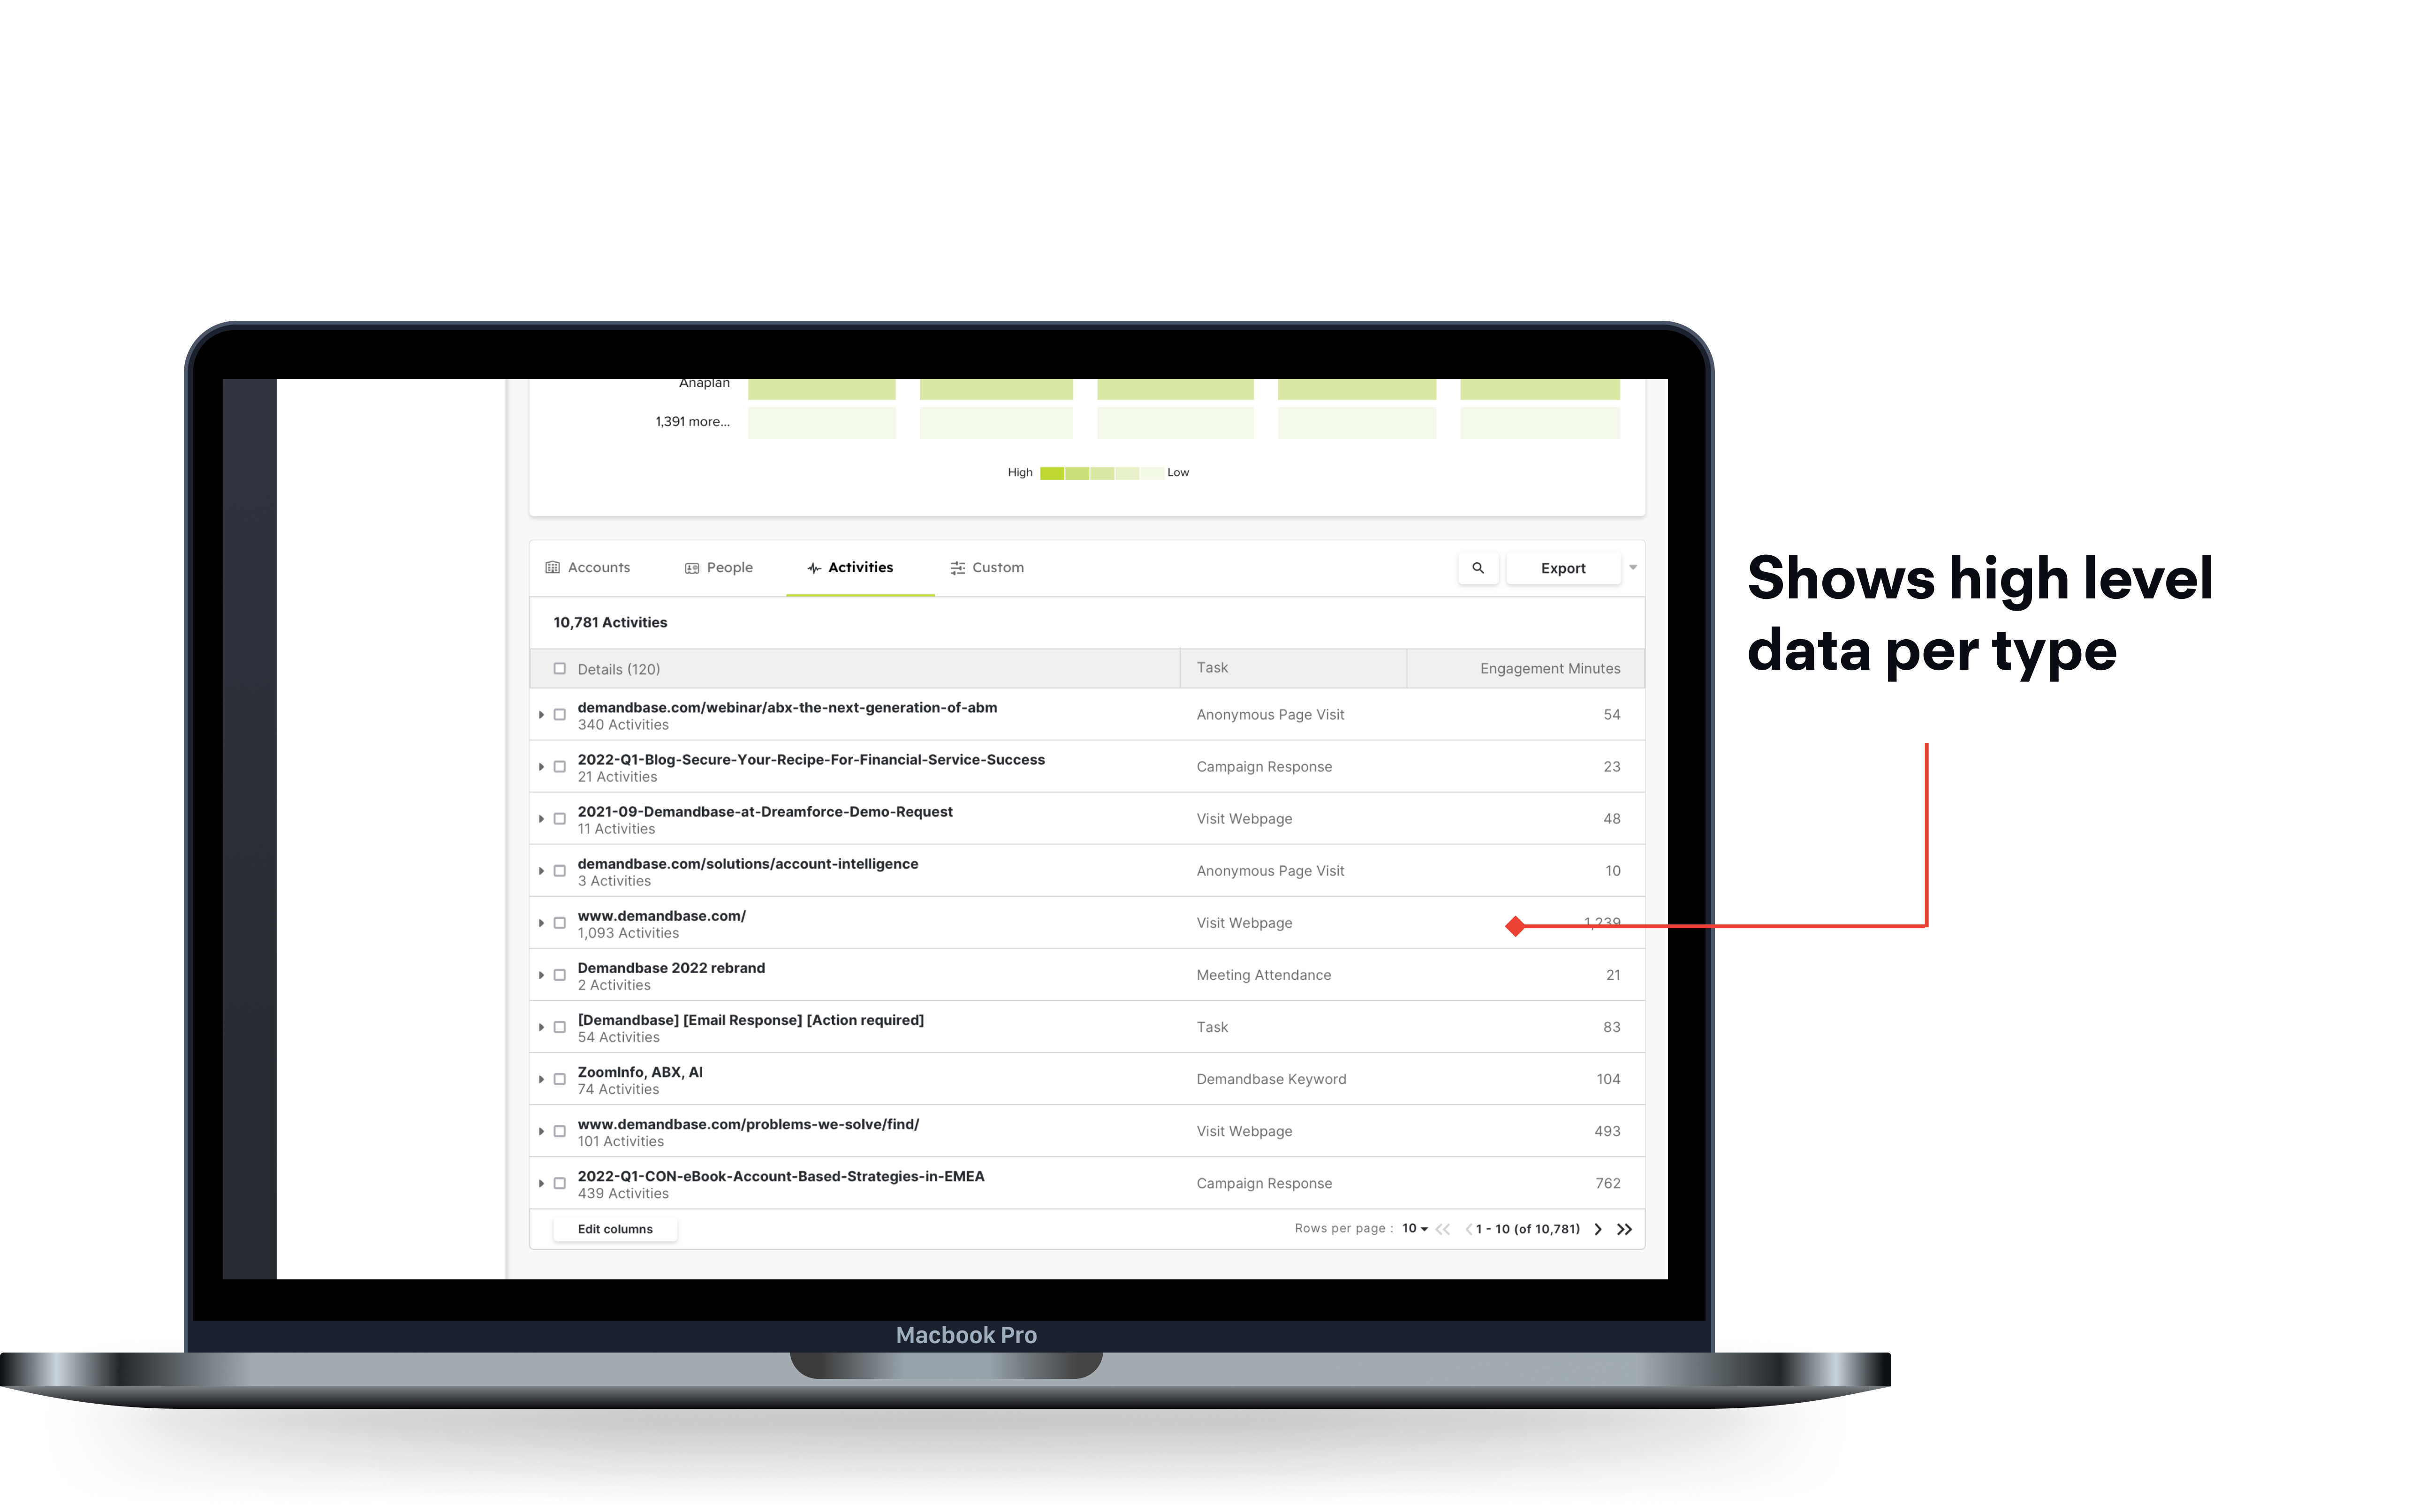 Anaplan
1,391 more...
High Low
Accounts People Activities Custom Export
Shows high level
data per type
10,781 Activities
Details (120) Task Engagement Minutes
demandbase.com/webinar/abx-the-next-generation-of-abm
340 Activities
Anonymous Page Visit 54
2022-Q1-Blog-Secure-Your-Recipe-For-Financial-Service-Success
21 Activities
Campaign Response 23
2021-09-Demandbase-at-Dreamforce-Demo-Request
11 Activities
Visit Webpage 48
demandbase.com/solutions/account-intelligence
3 Activities
Anonymous Page Visit 10
www.demandbase.com/
1,093 Activities
Visit Webpage 1,239
Demandbase 2022 rebrand
2 Activities
Meeting Attendance 21
[Demandbase] [Email Response] [Action required]
54 Activities
Task 83
ZoomInfo, ABX, AI
74 Activities
Demandbase Keyword 104
www.demandbase.com/problems-we-solve/find/
101 Activities
Visit Webpage 493
2022-Q1-CON-eBook-Account-Based-Strategies-in-EMEA
439 Activities
Campaign Response 762
Edit columns Rows per page : 10 1 - 10 (of 10,781)
Macbook Pro